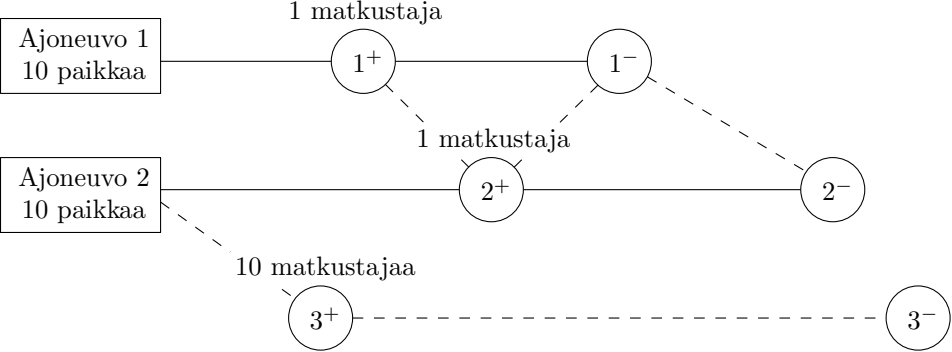 1 matkustaja
Ajoneuvo 1
10 paikkaa
1⁺
1⁻
1 matkustaja
Ajoneuvo 2
10 paikkaa
2⁺
2⁻
10 matkustajaa
3⁺
3⁻